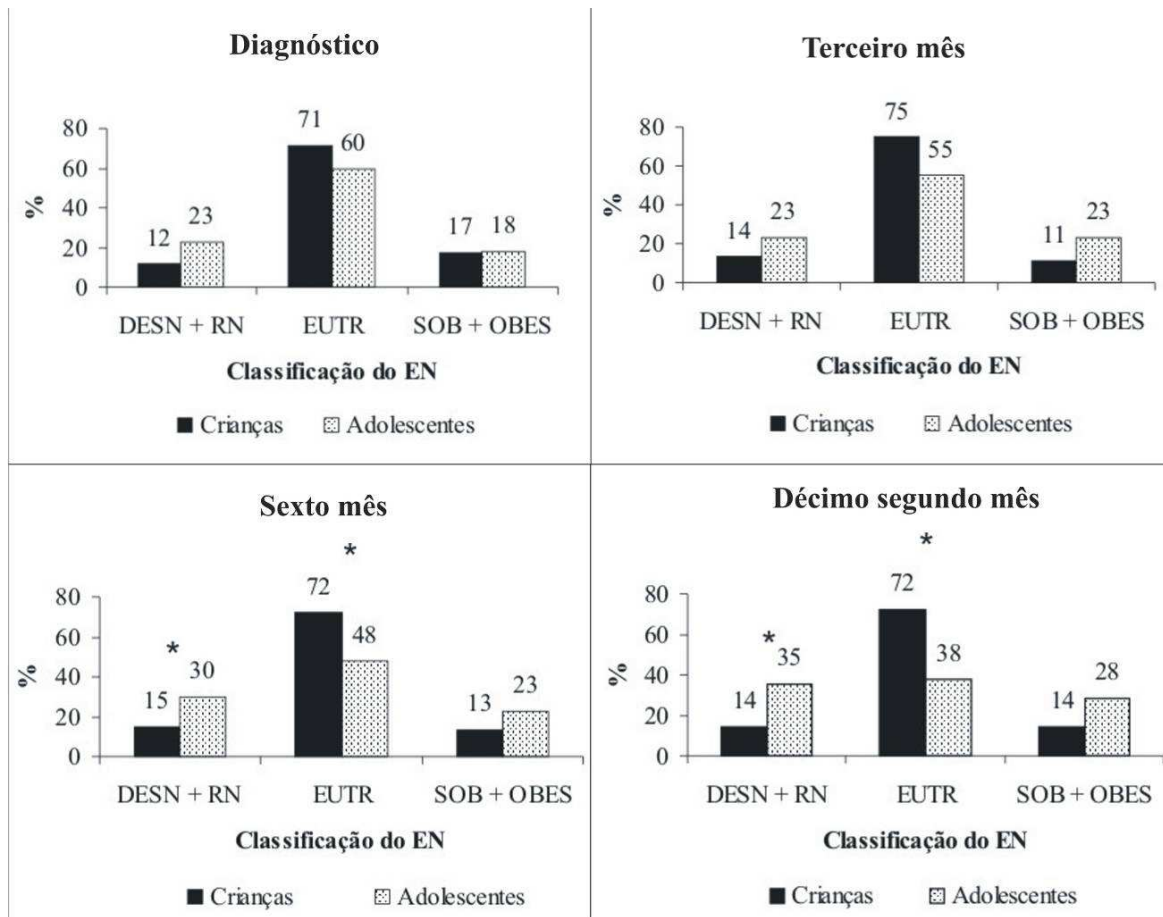 Diagnóstico
71
60
80
60
40
20
0
%
12
23
17
18
DESN + RN
EUTR
SOB + OBES
Classificação do EN
Crianças
Adolescentes
Terceiro mês
75
55
80
60
40
20
0
%
14
23
11
23
DESN + RN
EUTR
SOB + OBES
Classificação do EN
Crianças
Adolescentes
Sexto mês
*
72
48
80
60
40
20
0
%
*
15
30
13
23
DESN + RN
EUTR
SOB + OBES
Classificação do EN
Crianças
Adolescentes
Décimo segundo mês
*
72
38
80
60
40
20
0
%
*
14
35
14
28
DESN + RN
EUTR
SOB + OBES
Classificação do EN
Crianças
Adolescentes